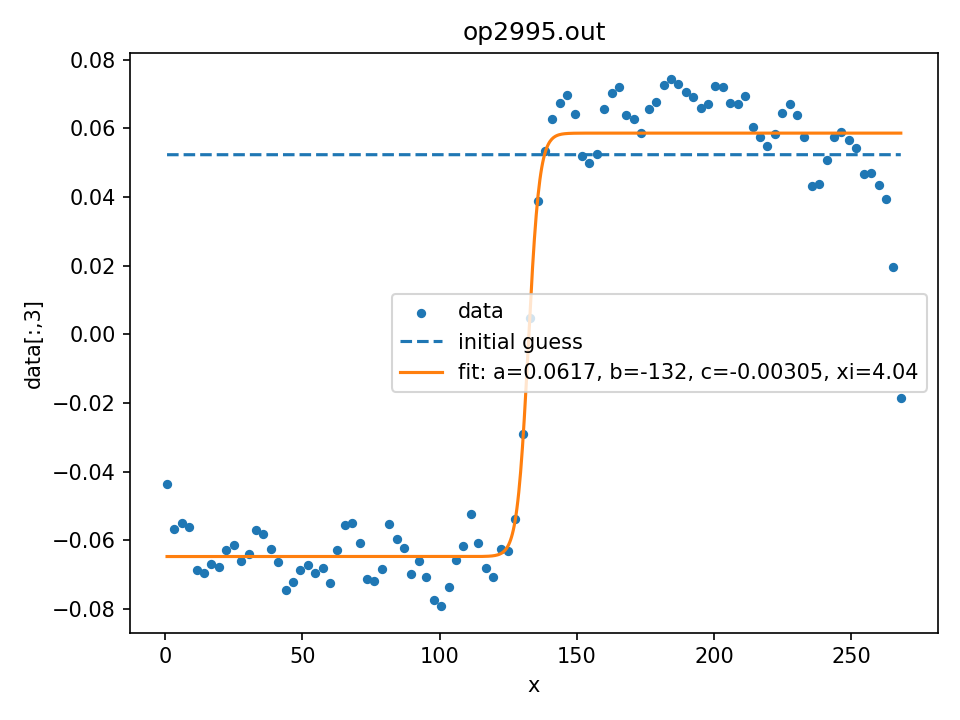 op2995.out
0.08
0.06
0.04
0.02
0.00
−0.02
−0.04
−0.06
−0.08
data[:,3]
data
initial guess
fit: a=0.0617, b=-132, c=-0.00305, xi=4.04
0 50 100 150 200 250
x